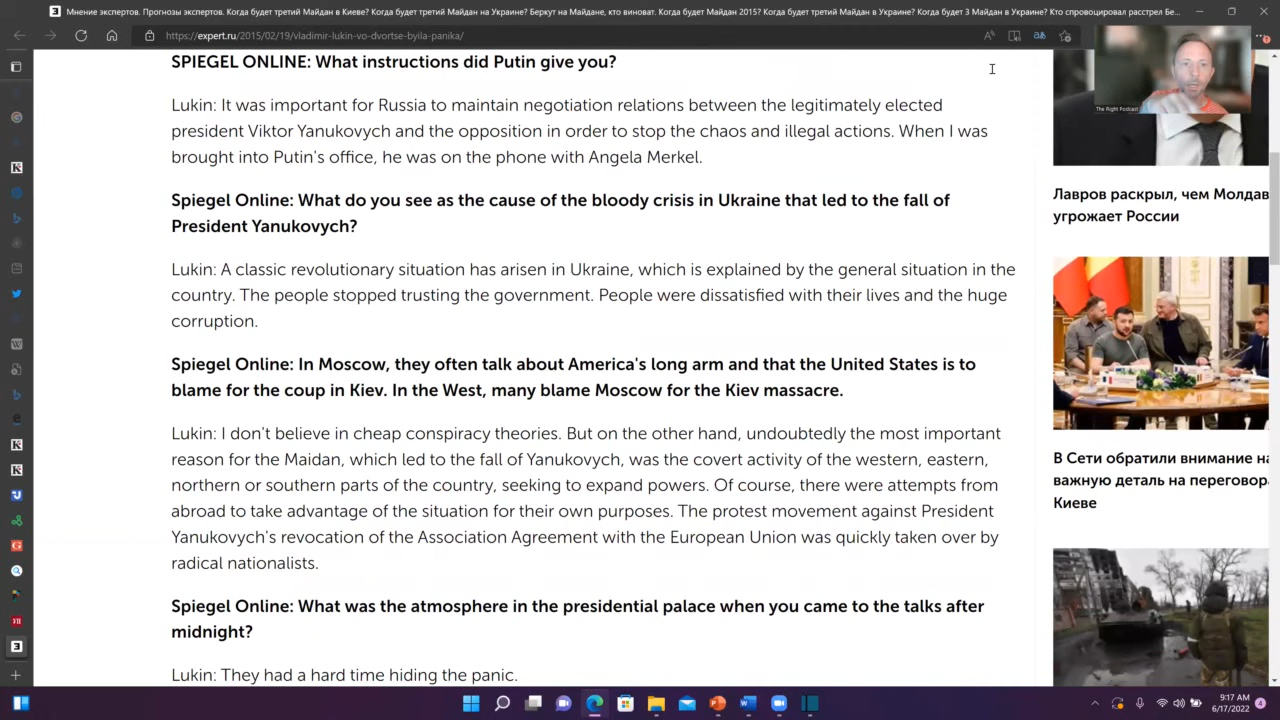 Мнение экспертов. Прогнозы экспертов. Когда будет третий Майдан в Киеве? Когда будет третий Майдан на Украине? Беркут на Майдане, кто виноват. Когда будет Майдан 2015? Когда будет третий Майдан в Украине? Когда будет 3 Майдан в Украине? Кто спровоцировал расстрел Бе...
https://expert.ru/2015/02/19/vladimir-lukin-vo-dvortse-byila-panika/
The Right Podcast
SPIEGEL ONLINE: What instructions did Putin give you?
Lukin: It was important for Russia to maintain negotiation relations between the legitimately elected
president Viktor Yanukovych and the opposition in order to stop the chaos and illegal actions. When I was
brought into Putin's office, he was on the phone with Angela Merkel.
Spiegel Online: What do you see as the cause of the bloody crisis in Ukraine that led to the fall of
President Yanukovych?
Lukin: A classic revolutionary situation has arisen in Ukraine, which is explained by the general situation in the
country. The people stopped trusting the government. People were dissatisfied with their lives and the huge
corruption.
Spiegel Online: In Moscow, they often talk about America's long arm and that the United States is to
blame for the coup in Kiev. In the West, many blame Moscow for the Kiev massacre.
Lukin: I don't believe in cheap conspiracy theories. But on the other hand, undoubtedly the most important
reason for the Maidan, which led to the fall of Yanukovych, was the covert activity of the western, eastern,
northern or southern parts of the country, seeking to expand powers. Of course, there were attempts from
abroad to take advantage of the situation for their own purposes. The protest movement against President
Yanukovych's revocation of the Association Agreement with the European Union was quickly taken over by
radical nationalists.
Spiegel Online: What was the atmosphere in the presidential palace when you came to the talks after
midnight?
Lukin: They had a hard time hiding the panic.
Лавров раскрыл, чем Молдав
угрожает России
В Сети обратили внимание на
важную деталь на переговор
Киеве
9:17 AM
6/17/2022